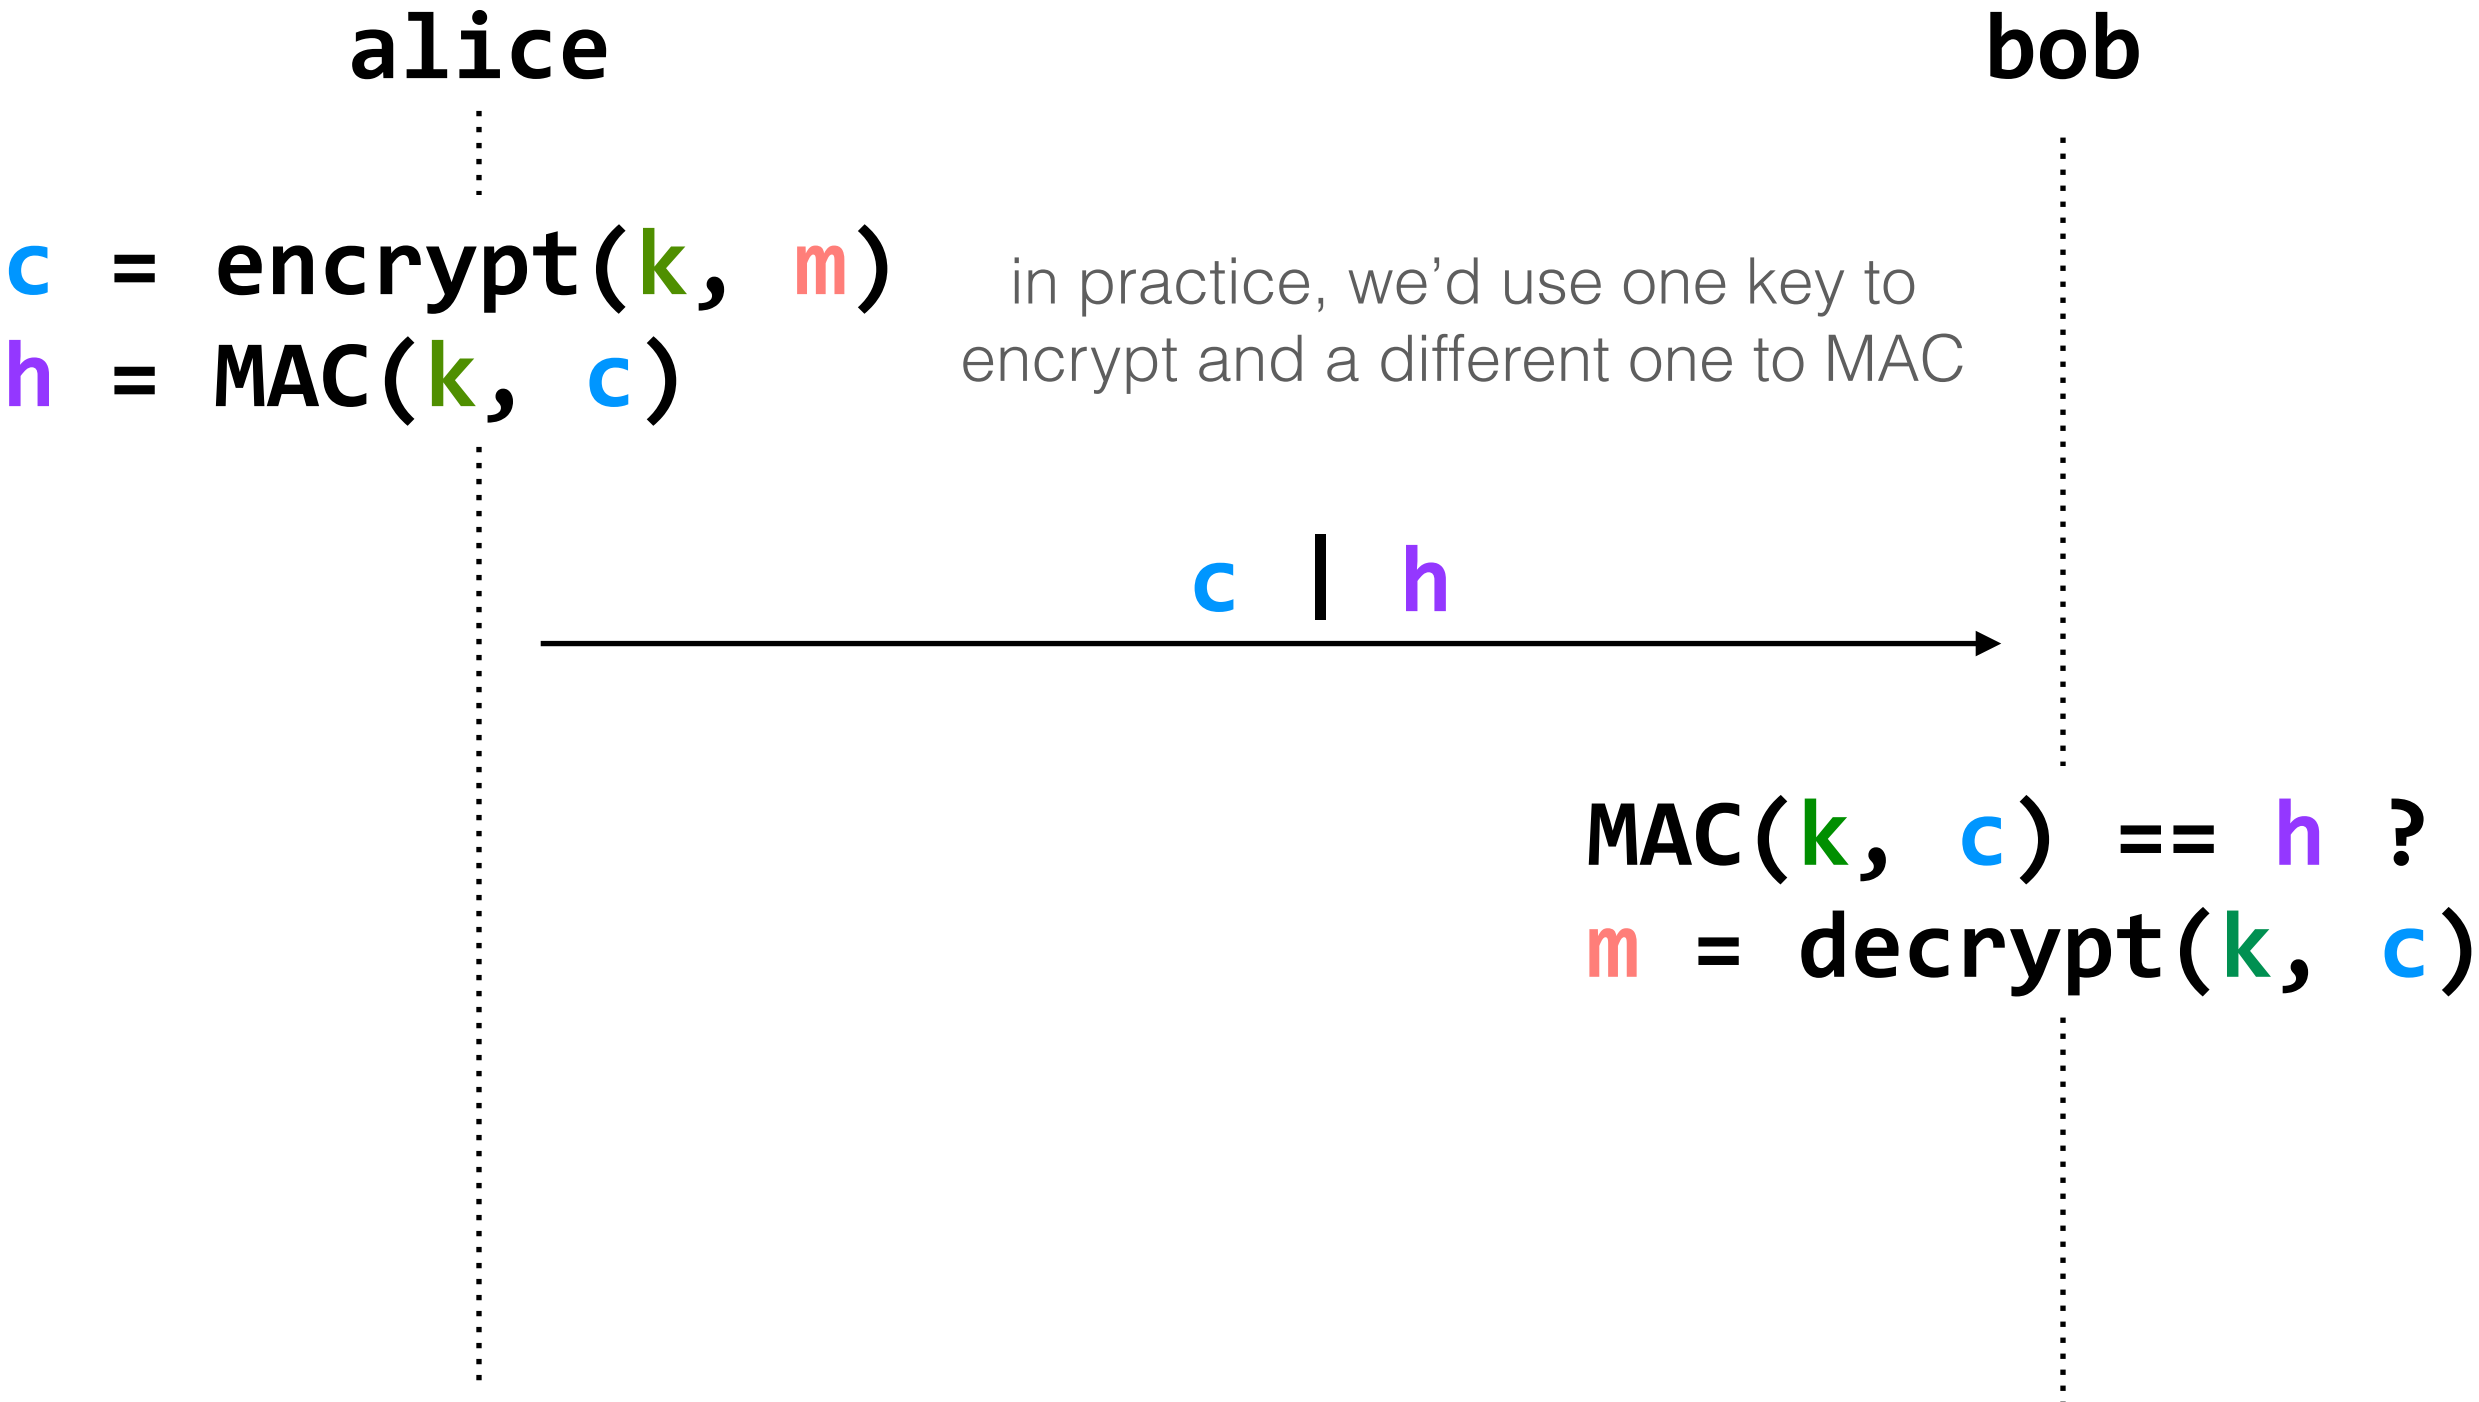 alice
bob
c = encrypt(k, m)
h = MAC(k, c)
in practice, we’d use one key to
encrypt and a different one to MAC
c | h
MAC(k, c) == h ?
m = decrypt(k, c)